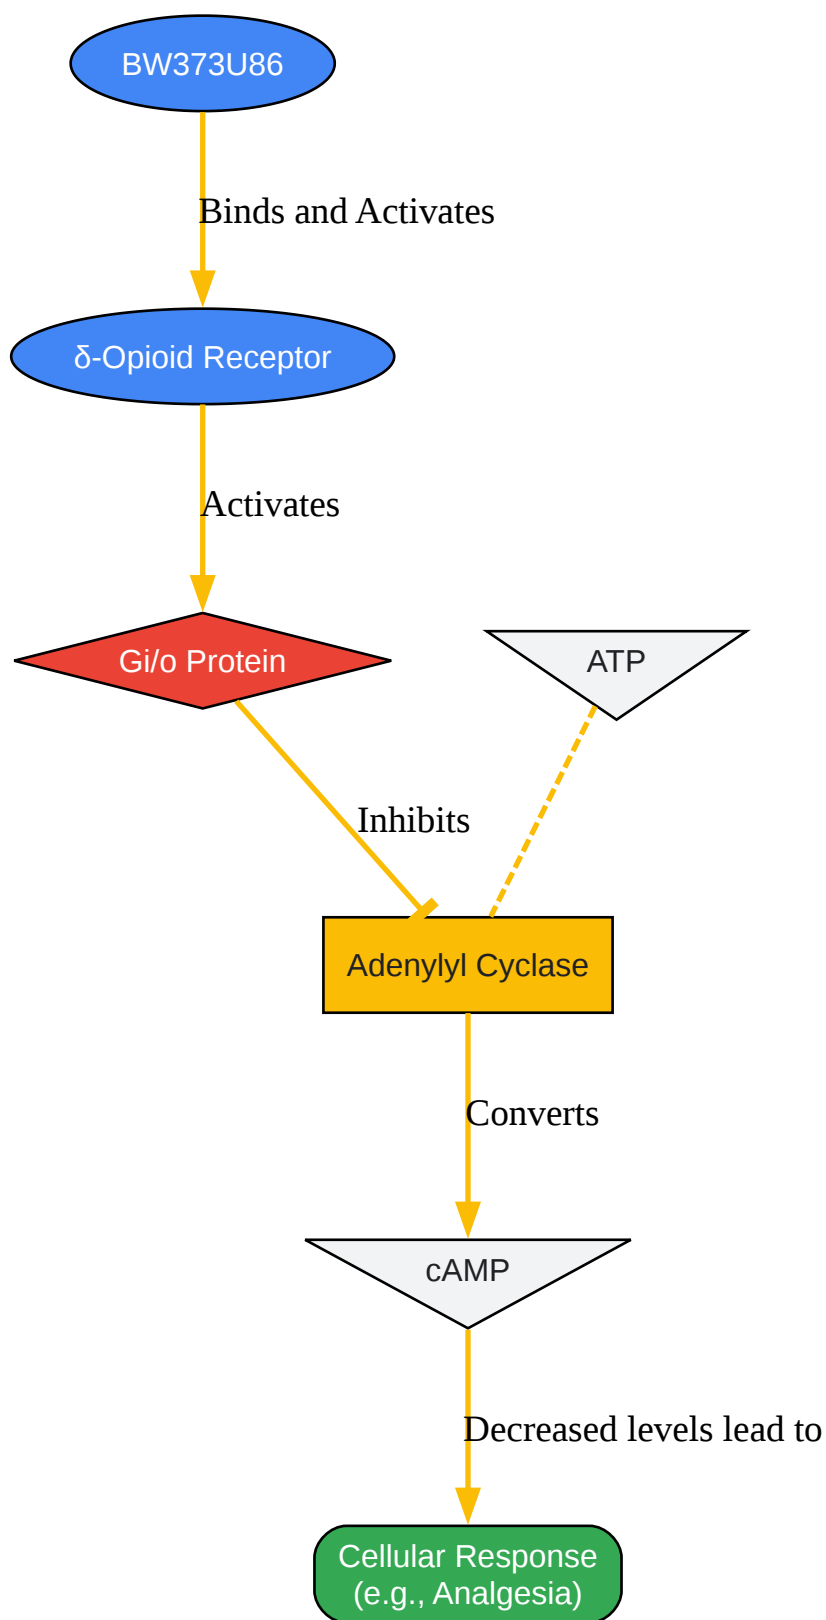 BW373U86
Binds and Activates
δ-Opioid Receptor
Activates
Gi/o Protein
ATP
Inhibits
Adenylyl Cyclase
Converts
cAMP
Decreased levels lead to
Cellular Response
(e.g., Analgesia)